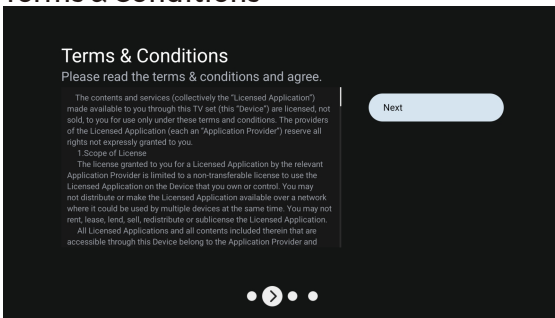 Terms & Conditions
Terms & Conditions
Please read the terms & conditions and agree.
The contents and services (collectively the "Licensed Application")
made available to you through this TV set (this "Device") are licensed, not
sold, to you for use only under these terms and conditions. The providers
of the Licensed Application (each an "Application Provider") reserve all
rights not expressly granted to you.
1.Scope of License
The license granted to you for a Licensed Application by the relevant
Application Provider is limited to a non-transferable license to use the
Licensed Application on the Device that you own or control. You may
not distribute or make the Licensed Application available over a network
where it could be used by multiple devices at the same time. You may not
rent, lease, lend, sell, redistribute or sublicense the Licensed Application.
All Licensed Applications and all contents included therein that are
accessible through this Device belong to the Application Provider and
Next